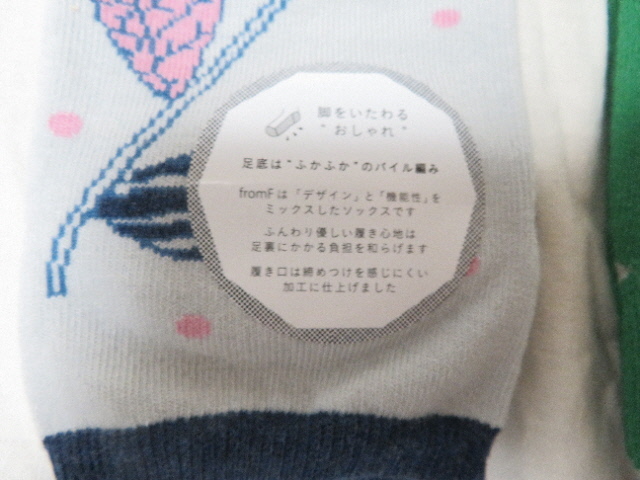 脚をいたわる
"おしゃれ"
足底は"ふかふか"のパイル編み
fromFは「デザイン」と「機能性」を
ミックスしたソックスです
ふんわり優しい履き心地は
足裏にかかる負担を和らげます
履き口は締めつけを感じにくい
加工に仕上げました